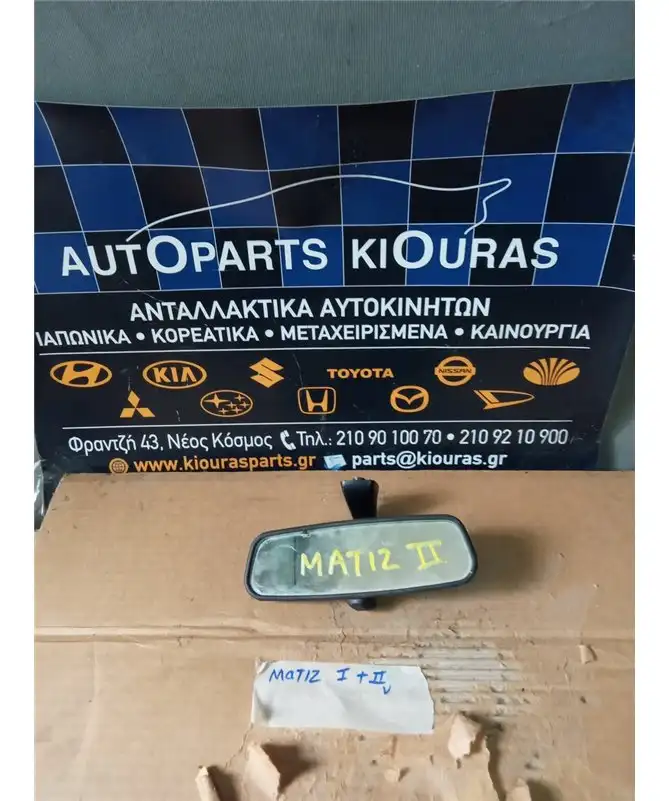 AUTOPARTS KIOURAS
ΑΝΤΑΛΛΑΚΤΙΚΑ ΑΥΤΟΚΙΝΗΤΩΝ
ΙΑΠΩΝΙΚΑ • ΚΟΡΕΑΤΙΚΑ • ΜΕΤΑΧΕΙΡΙΣΜΕΝΑ • ΚΑΙΝΟΥΡΓΙΑ
KIA TOYOTA NISSAN
Φραντζή 43, Νέος Κόσμος Τηλ.: 210 90 100 70 • 210 92 10 900
www.kiourasparts.gr parts@kiouras.gr
MATIZ II
MATIZ I + II